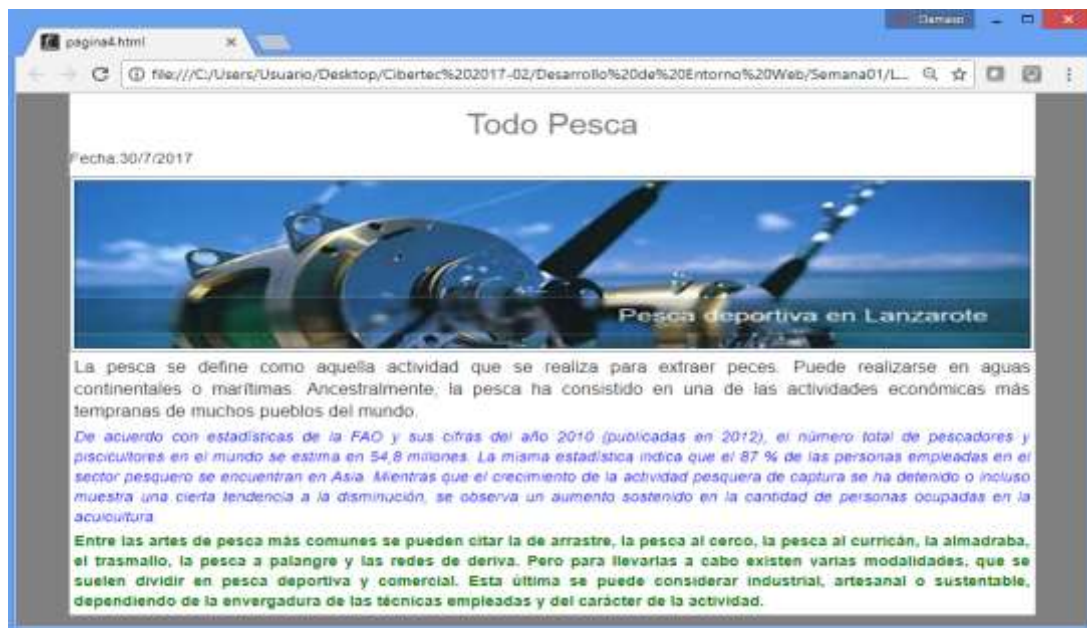 Damaso
pagina4.html
file:///C:/Users/Usuario/Desktop/Cibertec%202017-02/Desarrollo%20de%20Entorno%20Web/Semana01/L...
Todo Pesca
Fecha:30/7/2017
Pesca deportiva en Lanzarote
La pesca se define como aquella actividad que se realiza para extraer peces. Puede realizarse en aguas
continentales o marítimas. Ancestralmente, la pesca ha consistido en una de las actividades económicas más
tempranas de muchos pueblos del mundo.
De acuerdo con estadísticas de la FAO y sus cifras del año 2010 (publicadas en 2012), el número total de pescadores y
piscicultores en el mundo se estima en 54,8 millones. La misma estadística indica que el 87 % de las personas empleadas en el
sector pesquero se encuentran en Asia. Mientras que el crecimiento de la actividad pesquera de captura se ha detenido o incluso
muestra una cierta tendencia a la disminución, se observa un aumento sostenido en la cantidad de personas ocupadas en la
acuicultura
Entre las artes de pesca más comunes se pueden citar la de arrastre, la pesca al cerco, la pesca al curricán, la almadraba,
el trasmallo, la pesca a palangre y las redes de deriva. Pero para llevarlas a cabo existen varias modalidades, que se
suelen dividir en pesca deportiva y comercial. Esta última se puede considerar industrial, artesanal o sustentable,
dependiendo de la envergadura de las técnicas empleadas y del carácter de la actividad.